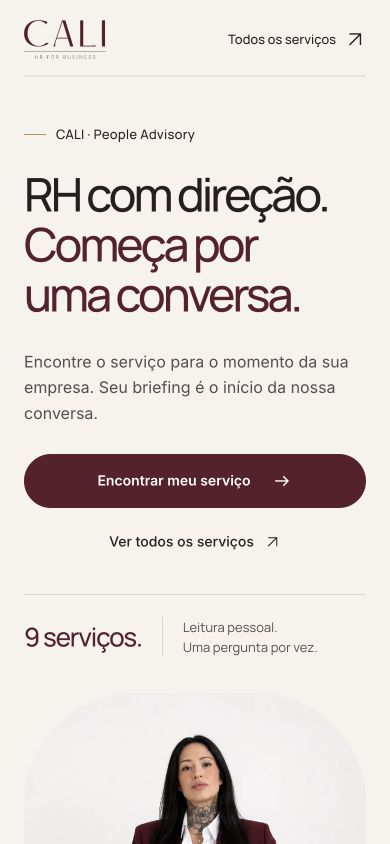 CALI
HR FOR BUSINESS
Todos os serviços
CALI · People Advisory
RH com direção.
Começa por
uma conversa.
Encontre o serviço para o momento da sua
empresa. Seu briefing é o início da nossa
conversa.
Encontrar meu serviço
Ver todos os serviços
9 serviços.
Leitura pessoal.
Uma pergunta por vez.